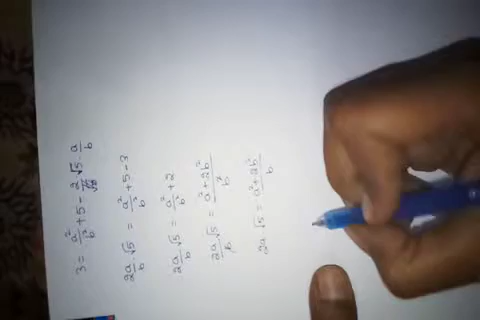 3 = a²/b² + 5 - 2√5 · a/b
2a/b √5 = a²/b² + 5 - 3
2a/b √5 = a²/b² + 2
2a√5/b = a² + 2b²/b²
2a √5 = a² + 2b²/b